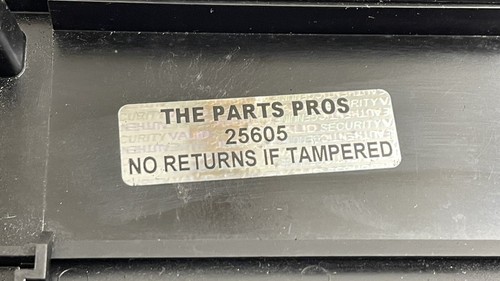 THE PARTS PROS
25605
NO RETURNS IF TAMPERED